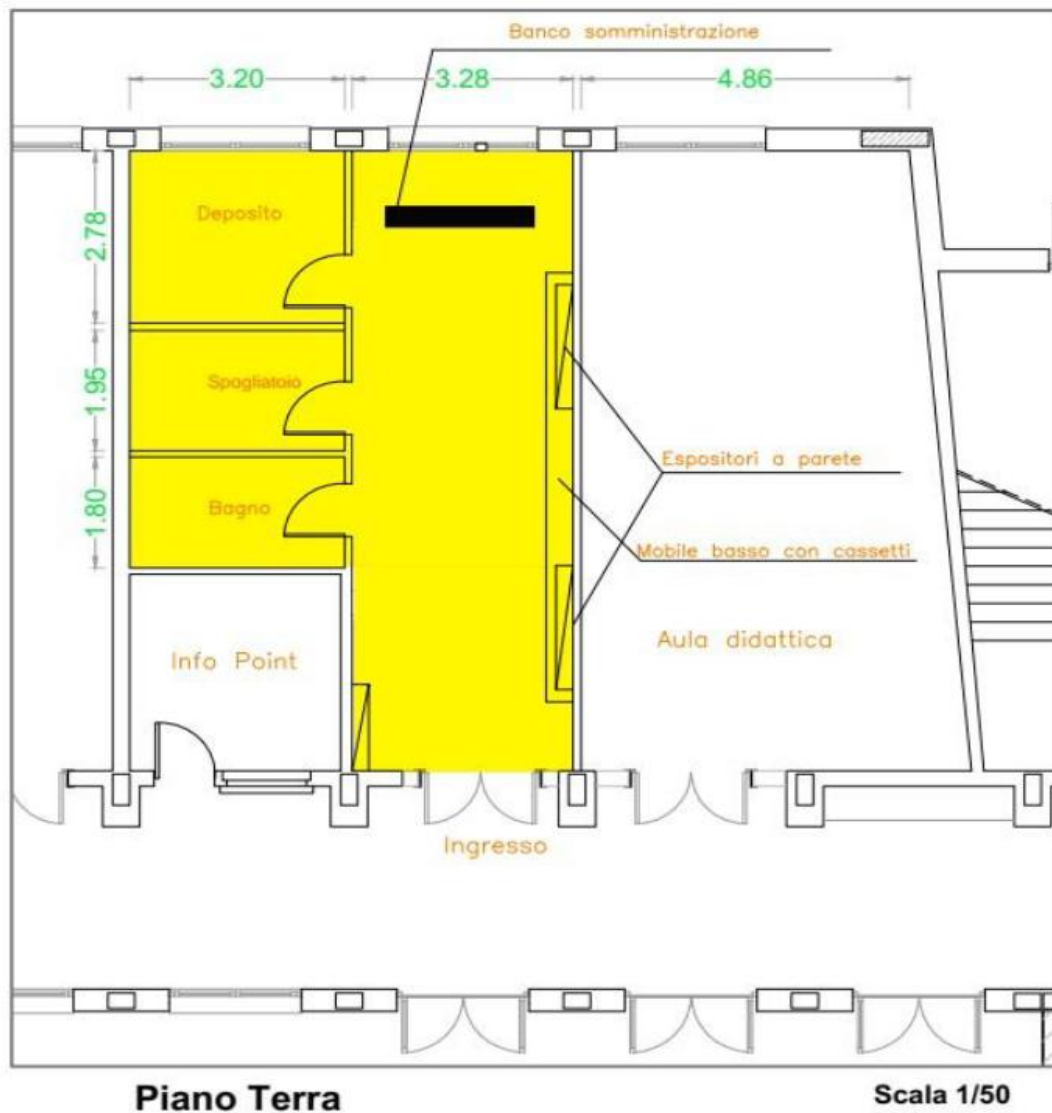 Banco somministrazione
3.20
3.28
4.86
Deposito
2.78
Spogliatoio
1.95
Espositori a parete
Bagno
1.80
Mobile basso con cassetti
Info Point
Aula didattica
Ingresso
Piano Terra
Scala 1/50